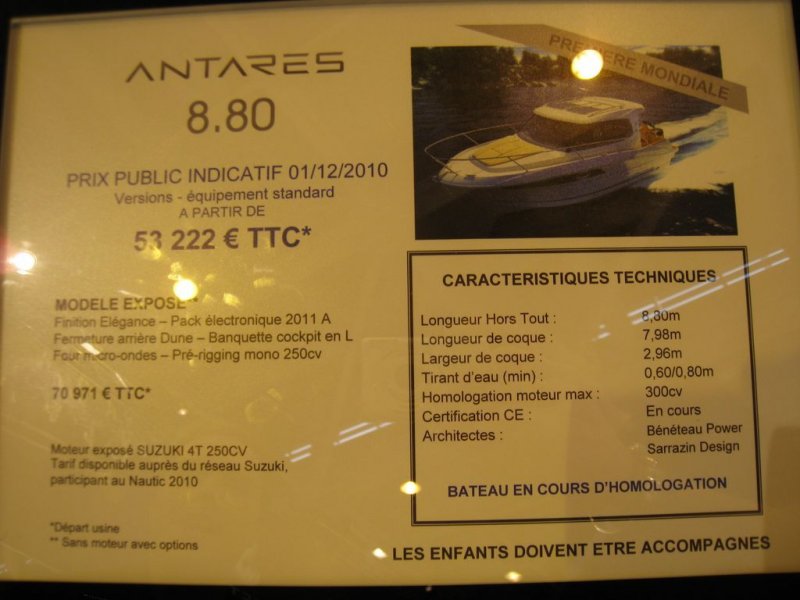 ANTARES
8.80
PRIX PUBLIC INDICATIF 01/12/2010
Versions - équipement standard
A PARTIR DE
53 222 € TTC*
MODELE EXPOSE**
Finition Elégance – Pack électronique 2011 A
Fermeture arrière Dune – Banquette cockpit en L
Four micro-ondes – Pré-rigging mono 250cv
70 971 € TTC*
Moteur exposé SUZUKI 4T 250CV
Tarif disponible auprès du réseau Suzuki,
participant au Nautic 2010
*Départ usine
** Sans moteur avec options
PREMIERE MONDIALE
CARACTERISTIQUES TECHNIQUES
Longueur Hors Tout : 8,80m
Longueur de coque : 7,98m
Largeur de coque : 2,96m
Tirant d'eau (min) : 0,60/0,80m
Homologation moteur max : 300cv
Certification CE : En cours
Architectes : Bénéteau Power
Sarrazin Design
BATEAU EN COURS D'HOMOLOGATION
LES ENFANTS DOIVENT ETRE ACCOMPAGNES